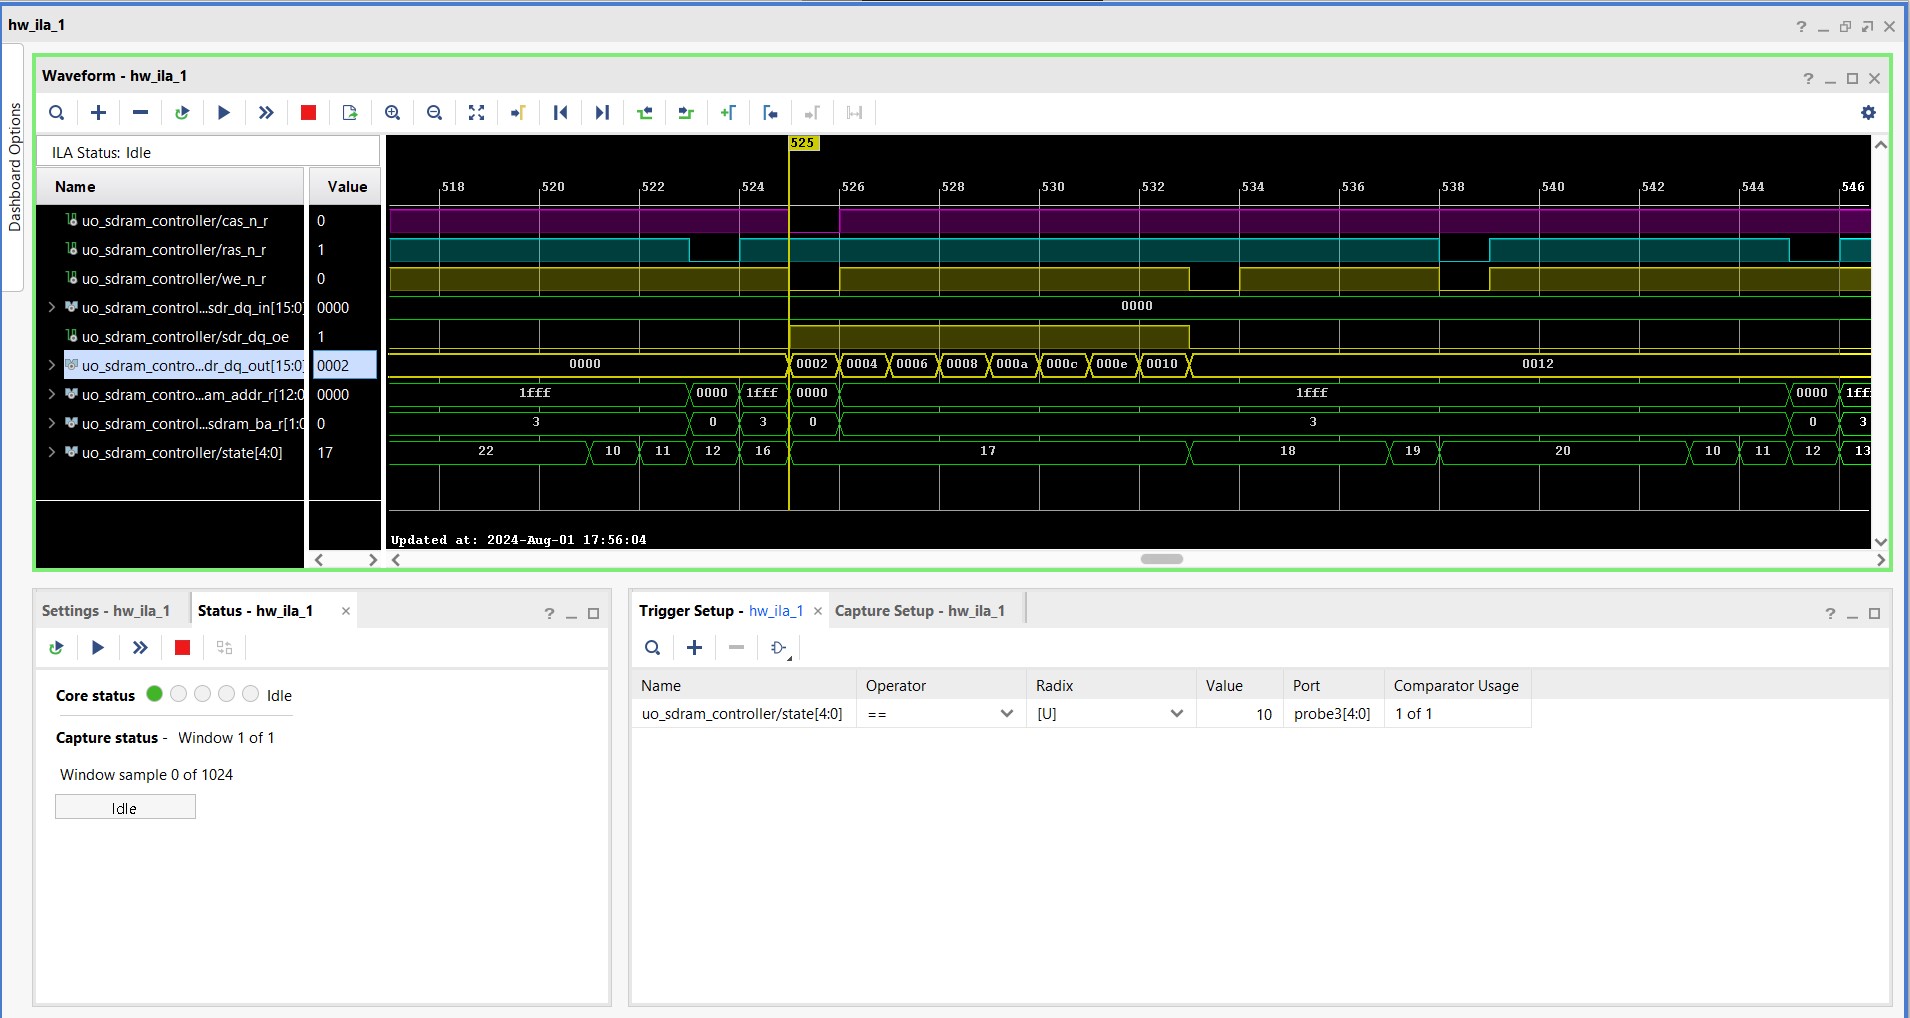 hw_ila_1
Dashboard Options
Waveform - hw_ila_1
ILA Status: Idle
Name Value
uo_sdram_controller/cas_n_r 0
uo_sdram_controller/ras_n_r 1
uo_sdram_controller/we_n_r 0
uo_sdram_control...sdr_dq_in[15:0] 0000
uo_sdram_controller/sdr_dq_oe 1
uo_sdram_contro...dr_dq_out[15:0] 0002
uo_sdram_contro...am_addr_r[12:0 0000
uo_sdram_control...sdram_ba_r[1:0 0
uo_sdram_controller/state[4:0] 17
525
518 520 522 524 526 528 530 532 534 536 538 540 542 544 546
0000
0000 0002 0004 0006 0008 000a 000c 000e 0010 0012
1fff 0000 1fff 0000 1fff 0000 1ff
3 0 3 0 3 0 3
22 10 11 12 16 17 18 19 20 10 11 12 13
Updated at: 2024-Aug-01 17:56:04
Settings - hw_ila_1 Status - hw_ila_1
Core status Idle
Capture status - Window 1 of 1
Window sample 0 of 1024
Idle
Trigger Setup - hw_ila_1 Capture Setup - hw_ila_1
Name Operator Radix Value Port Comparator Usage
uo_sdram_controller/state[4:0] == [U] 10 probe3[4:0] 1 of 1